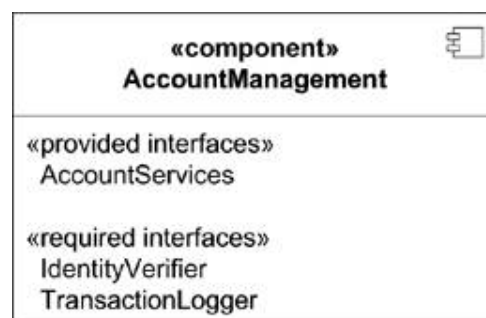 «component»
AccountManagement
«provided interfaces»
AccountServices
«required interfaces»
IdentityVerifier
TransactionLogger